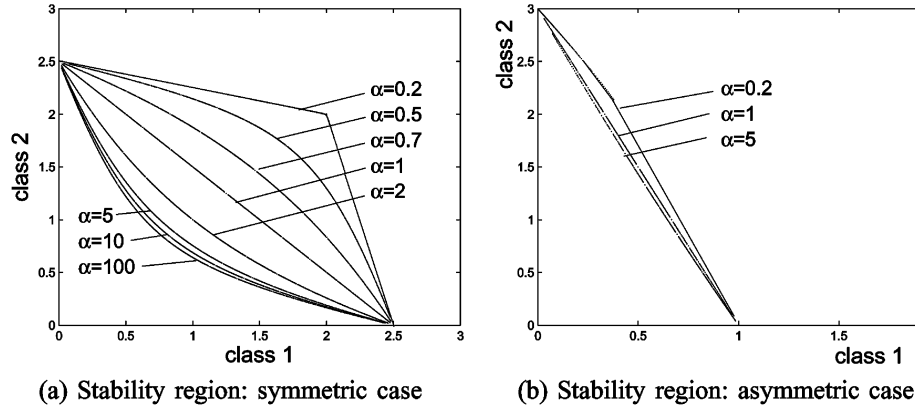 3
2.5
2
1.5
1
0.5
0
0
0.5
1
1.5
2
2.5
3
class 2
class 1
α=0.2
α=0.5
α=0.7
α=1
α=2
α=5
α=10
α=100
(a) Stability region: symmetric case
3
2.5
2
1.5
1
0.5
0
0
0.5
1
1.5
class 2
class 1
α=0.2
α=1
α=5
(b) Stability region: asymmetric case